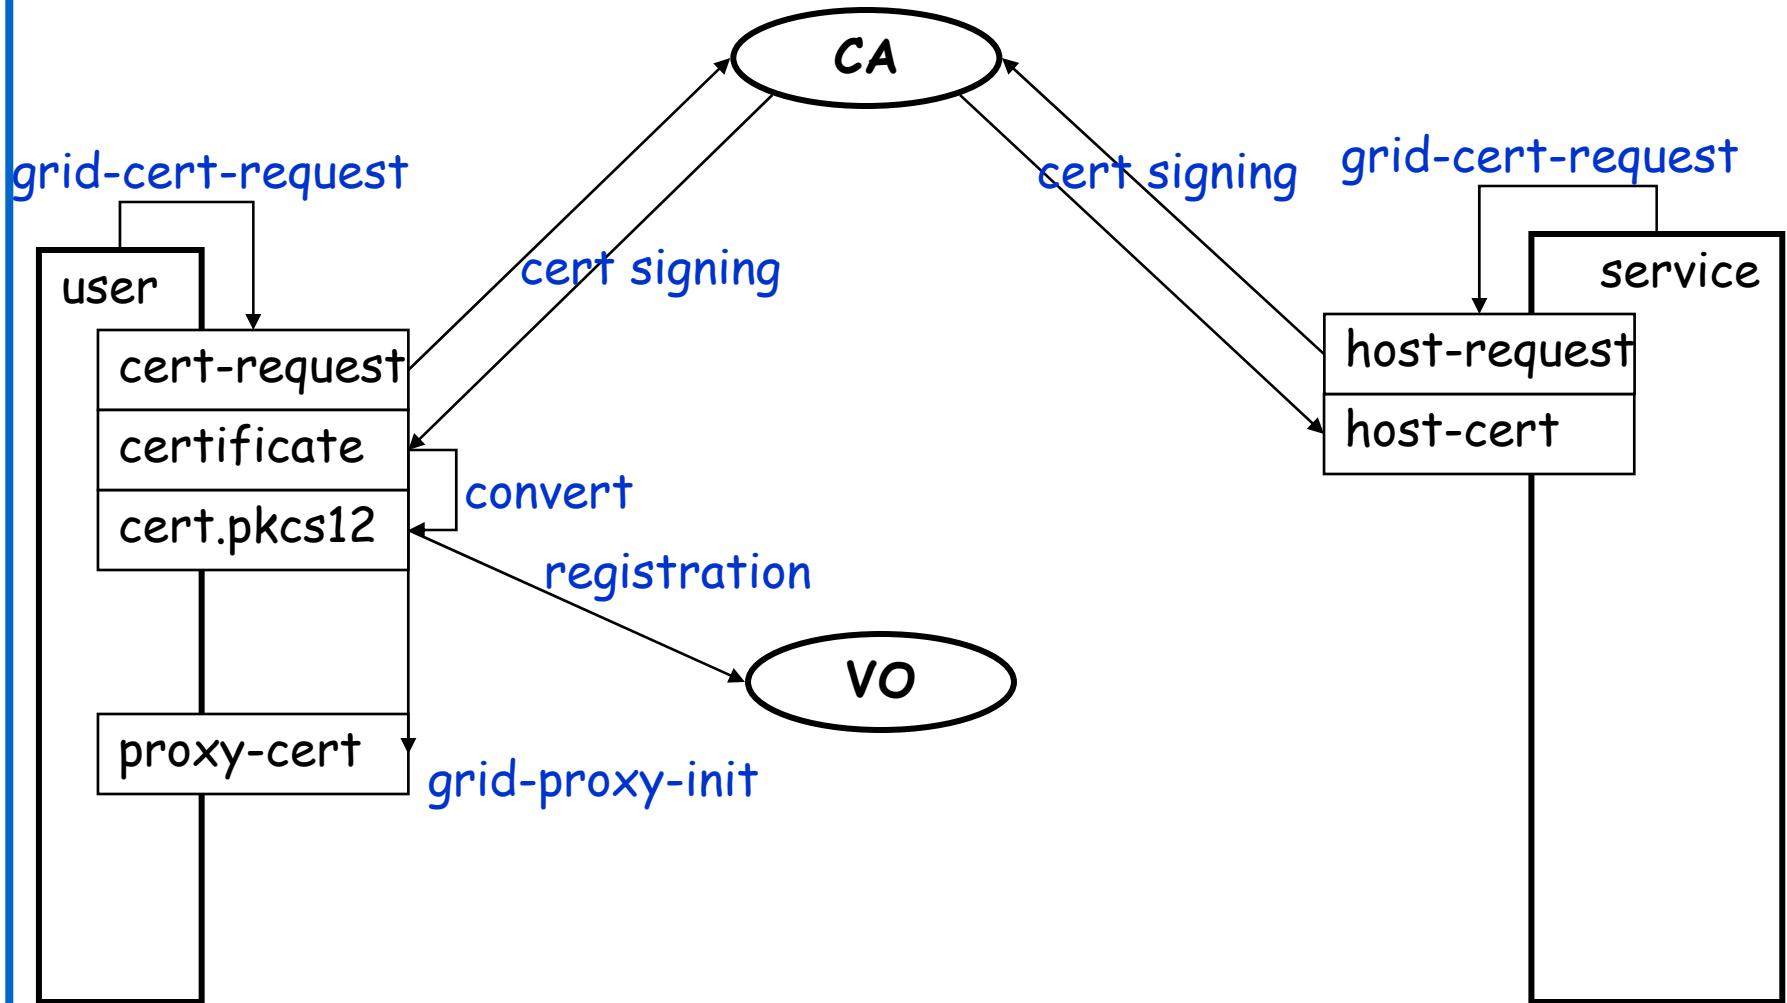 CA
grid-cert-request
cert signing
grid-cert-request
cert signing
user
service
cert-request
host-request
certificate
host-cert
convert
cert.pkcs12
registration
VO
proxy-cert
grid-proxy-init